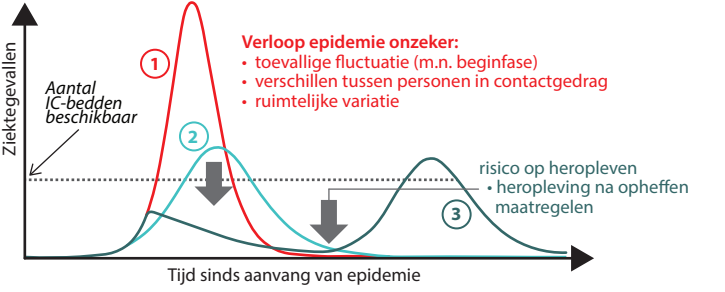 Ziektegevallen
Aantal
IC-bedden
beschikbaar
1
2
3
Verloop epidemie onzeker:
• toevallige fluctuatie (m.n. beginfase)
• verschillen tussen personen in contactgedrag
• ruimtelijke variatie
risico op heropleven
• heropleving na opheffen
maatregelen
Tijd sinds aanvang van epidemie